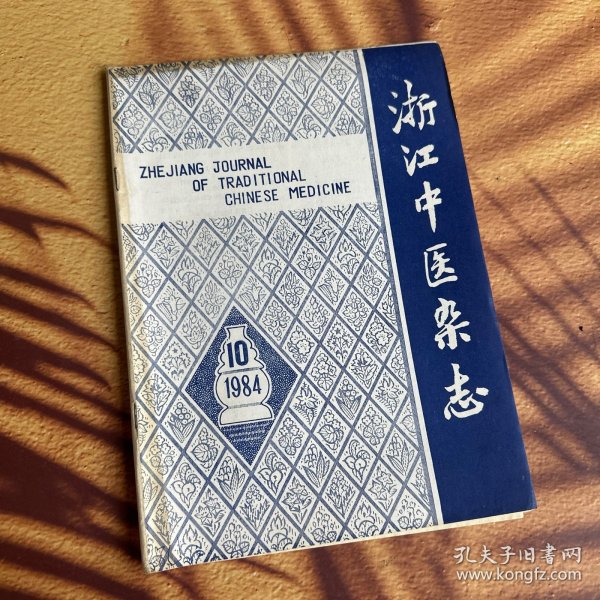 ZHEJIANG JOURNAL
OF TRADITIONAL
CHINESE MEDICINE
浙江中医杂志
10
1984
孔夫子旧书网
www.kongfz.com